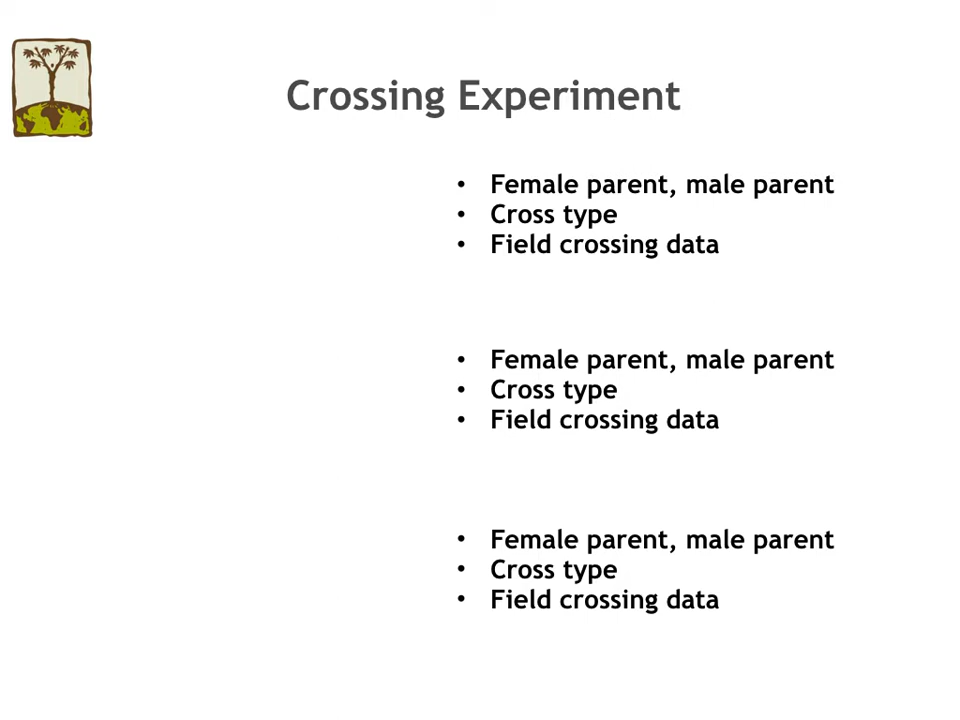 Crossing Experiment
• Female parent, male parent
• Cross type
• Field crossing data
• Female parent, male parent
• Cross type
• Field crossing data
• Female parent, male parent
• Cross type
• Field crossing data